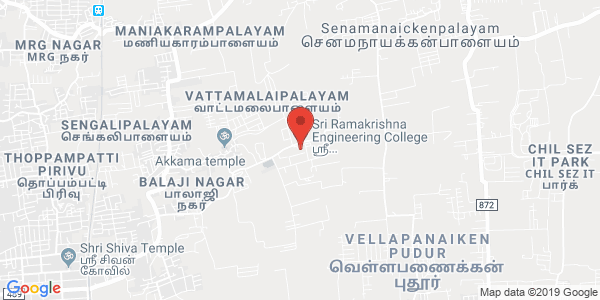 MANIAKARAMPALAYAM
மணியகாரம்பாளையம்
Senamanaickenpalayam
சேனமநாயக்கன்பாளையம்
MRG NAGAR
MRG நகர்
VATTAMALAIPALAYAM
வாட்டமலைபாளையம்
SENGALIPALAYAM
செங்கலிபாளையம்
Sri Ramakrishna
Engineering College
ஸ்ரீ...
Akkama temple
THOPPAMPATTI
PIRIVU
தொப்பம்பட்டி
பிரிவு
BALAJI NAGAR
பாலாஜி
நகர்
CHIL SEZ
IT PARK
CHIL SEZ IT
பார்க்
872
VELLAPANAIKEN
PUDUR
வெள்ளபணைக்கன்
புதூர்
Shri Shiva Temple
ஸ்ரீ சிவன்
கோவில்
Google
Map data ©2019 Google